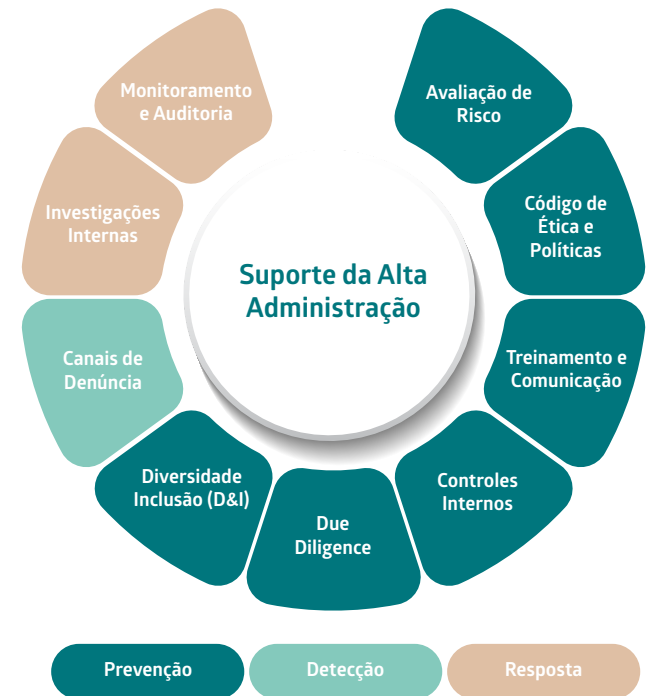 Monitoramento
e Auditoria
Avaliação de
Risco
Investigações
Internas
Código de
Ética e
Políticas
Suporte da Alta
Administração
Canais de
Denúncia
Treinamento e
Comunicação
Diversidade
Inclusão (D&I)
Controles
Internos
Due
Diligence
Prevenção
Detecção
Resposta